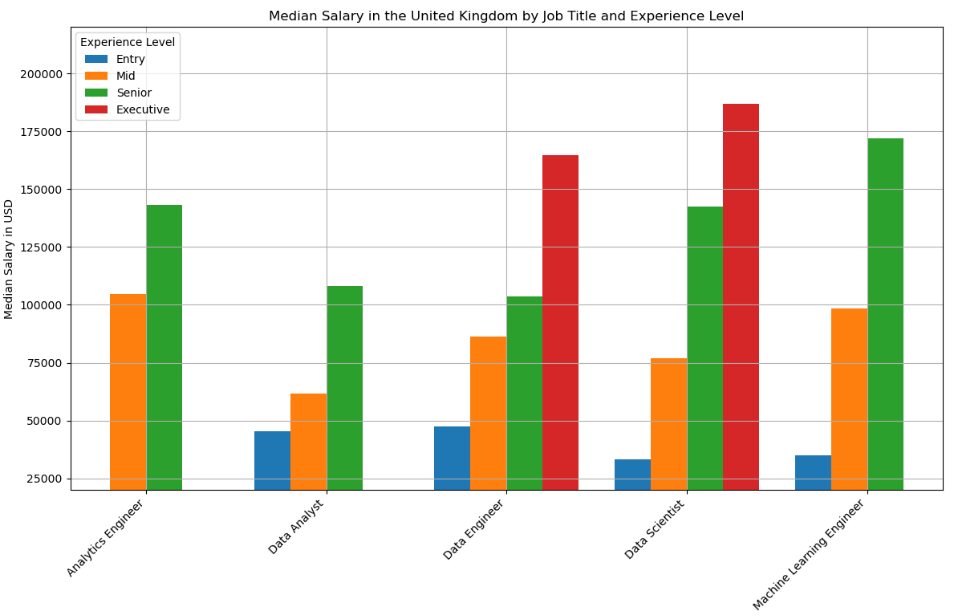 Median Salary in the United Kingdom by Job Title and Experience Level
Experience Level
Entry
Mid
Senior
Executive
Median Salary in USD
200000
175000
150000
125000
100000
75000
50000
25000
Analytics Engineer
Data Analyst
Data Engineer
Data Scientist
Machine Learning Engineer